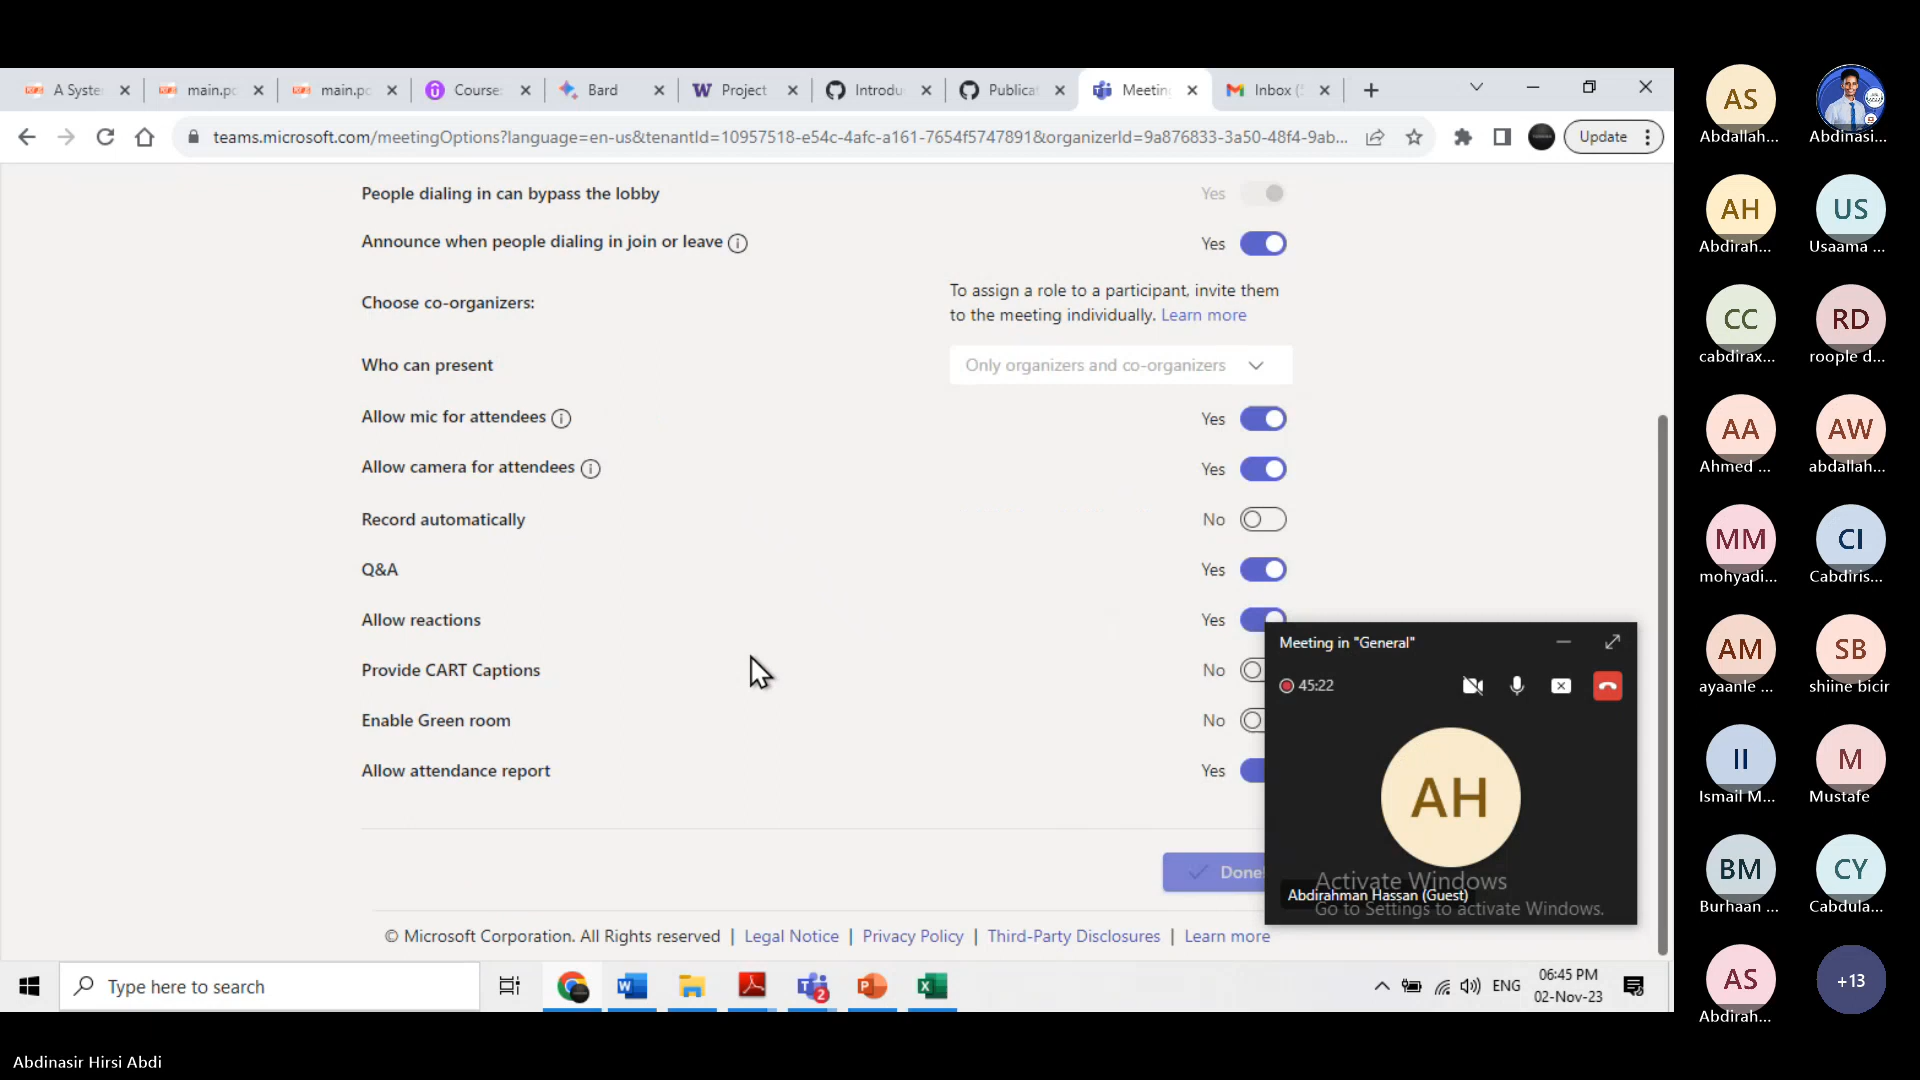 A Syste
main.pc
main.pc
Course
Bard
Project
Introdu
Publica
Meeting
Inbox (
teams.microsoft.com/meetingOptions?language=en-us&tenantId=10957518-e54c-4afc-a161-7654f5747891&organizerId=9a876833-3a50-48f4-9ab...
Update
People dialing in can bypass the lobby
Yes
Announce when people dialing in join or leave
Yes
Choose co-organizers:
To assign a role to a participant, invite them
to the meeting individually. Learn more
Who can present
Only organizers and co-organizers
Allow mic for attendees
Yes
Allow camera for attendees
Yes
Record automatically
No
Q&A
Yes
Allow reactions
Yes
Provide CART Captions
No
Enable Green room
No
Allow attendance report
Yes
Done!
© Microsoft Corporation. All Rights reserved | Legal Notice | Privacy Policy | Third-Party Disclosures | Learn more
Meeting in "General"
45:22
AH
Abdirahman Hassan (Guest)
Activate Windows
Go to Settings to activate Windows.
Type here to search
2
ENG
06:45 PM
02-Nov-23
AS
Abdallah...
Abdinasi...
AH
Abdirah...
US
Usaama ...
CC
cabdirax...
RD
roople d...
AA
Ahmed ...
AW
abdallah...
MM
mohyadi...
CI
Cabdiris...
AM
ayaanle ...
SB
shiine bicir
II
Ismail M...
M
Mustafe
BM
Burhaan ...
CY
Cabdula...
AS
Abdirah...
+13
Abdinasir Hirsi Abdi